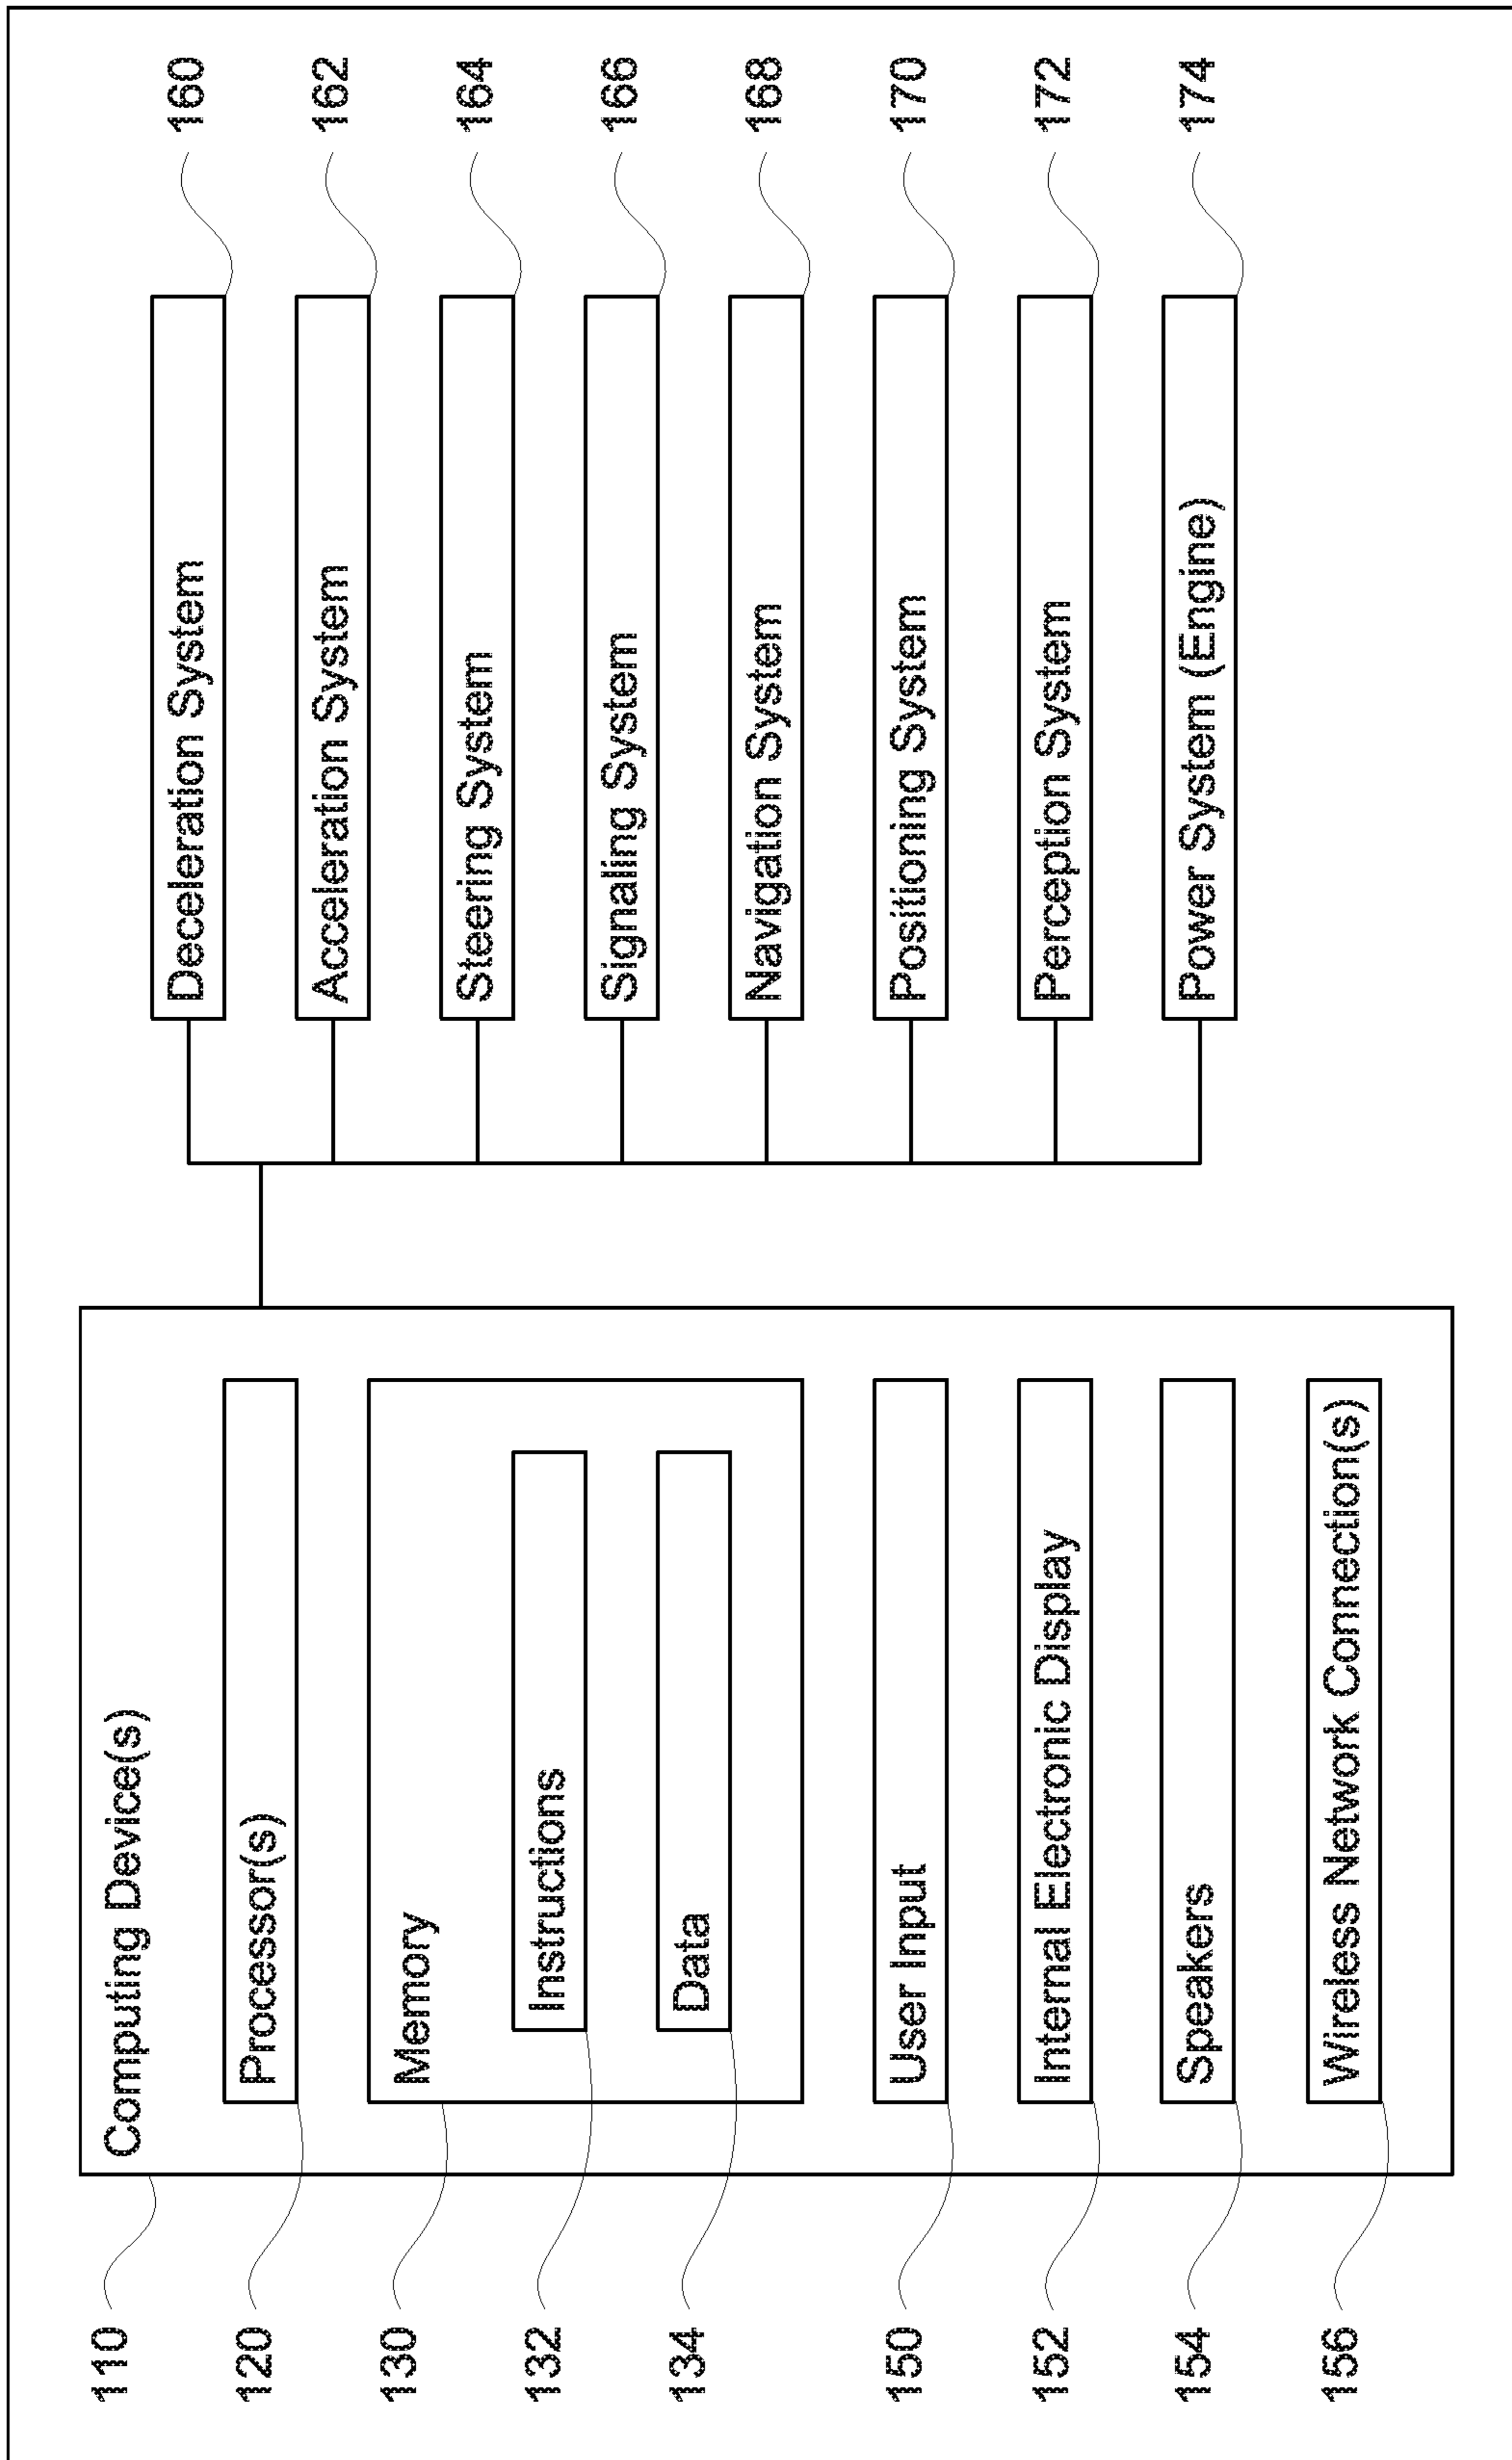 110
Computing Device(s)
120
Processor(s)
130
Memory
132
Instructions
134
Data
150
User Input
152
Internal Electronic Display
154
Speakers
156
Wireless Network Connection(s)
Deceleration System
160
Acceleration System
162
Steering System
164
Signaling System
166
Navigation System
168
Positioning System
170
Perception System
172
Power System (Engine)
174